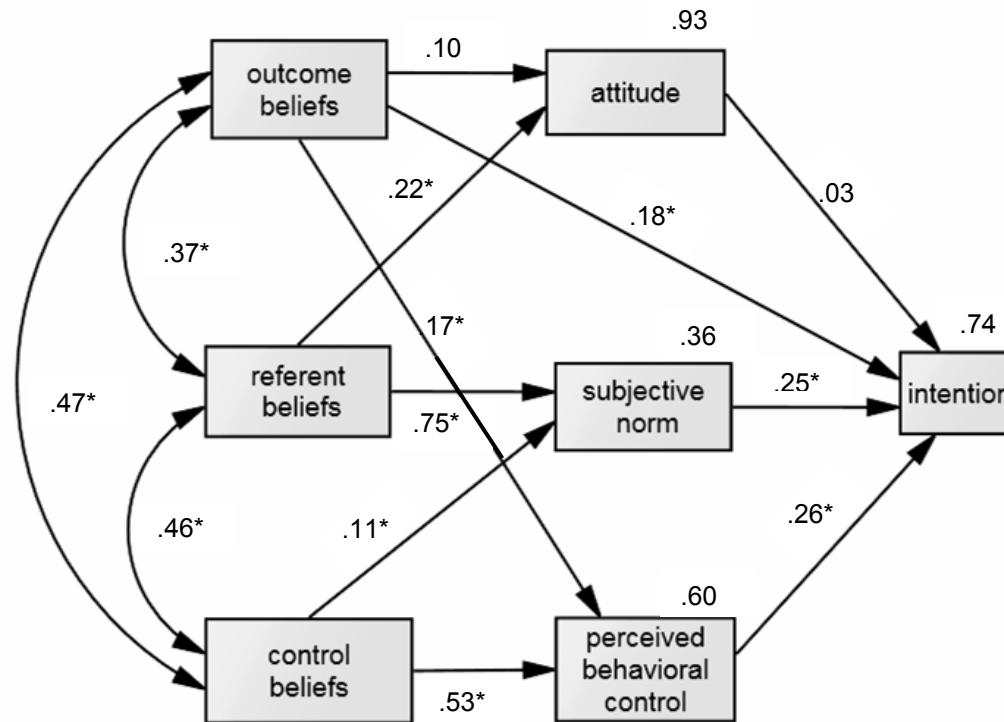 .93
.10
outcome
beliefs
attitude
.22*
.03
.18*
.37*
.17*
.36
.74
referent
beliefs
subjective
norm
.25*
intention
.47*
.75*
.46*
.11*
.26*
.60
control
beliefs
perceived
behavioral
control
.53*